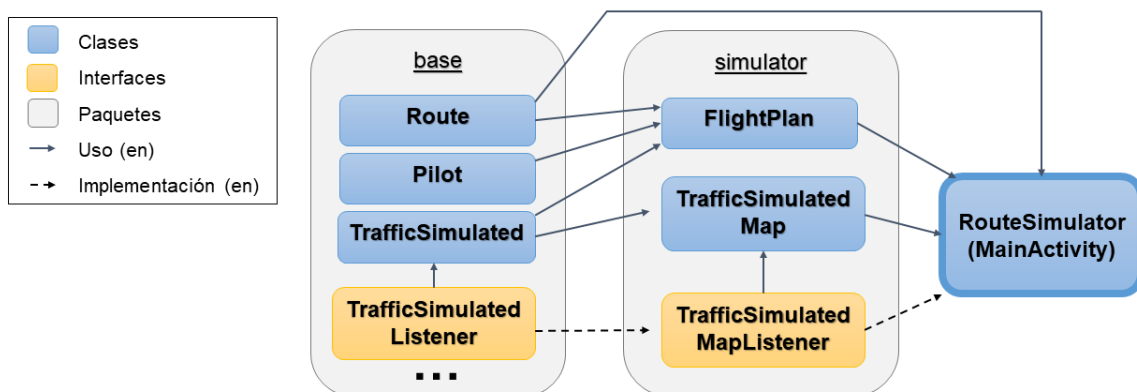 Clases
Interfaces
Paquetes
Uso (en)
Implementación (en)
base
Route
Pilot
TrafficSimulated
TrafficSimulated
Listener
...
simulator
FlightPlan
TrafficSimulated
Map
TrafficSimulated
MapListener
RouteSimulator
(MainActivity)